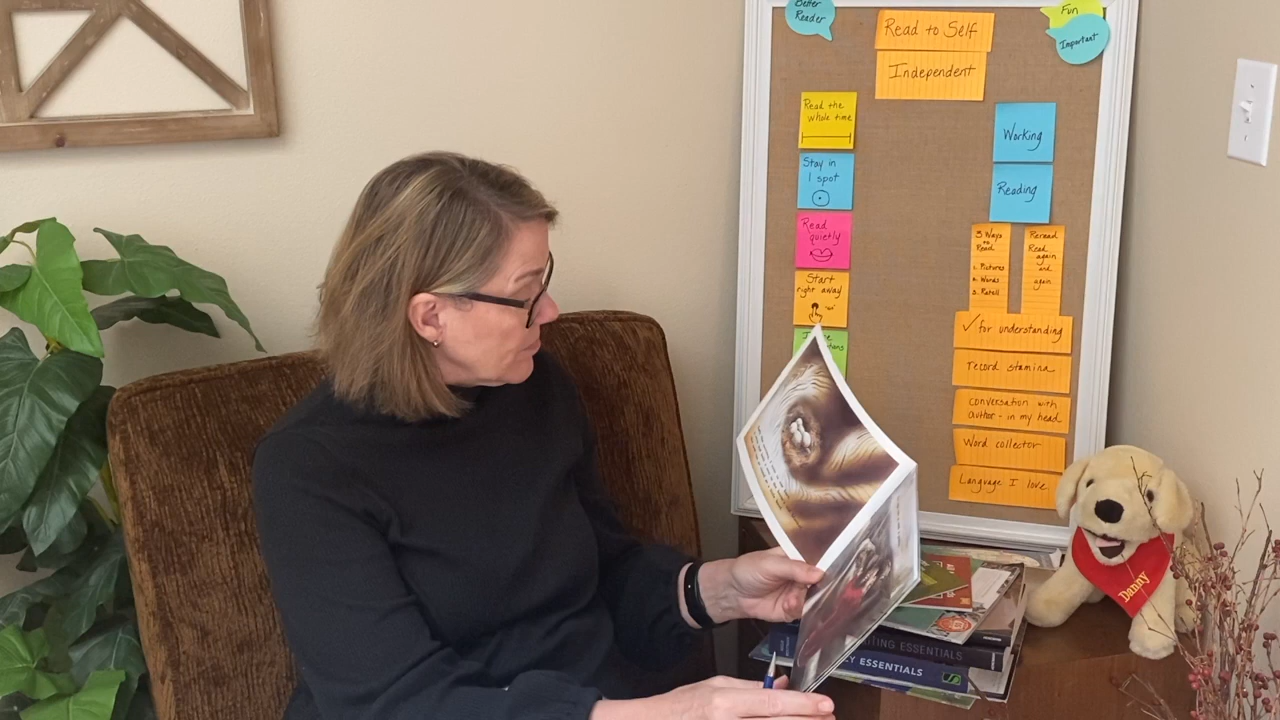 Better
Reader
Read to Self
Independent
Fun
Important
Read the
whole time
Stay in
1 spot
Read
quietly
Start
right away
Working
Reading
3 Ways
to
Read
1. Pictures
2. Words
3. Retell
Reread
Read
again
and
again
✓ for understanding
record stamina
conversation with
author - in my head
Word collector
Language I love
Danny
ESSENTIALS
ESSENTIALS